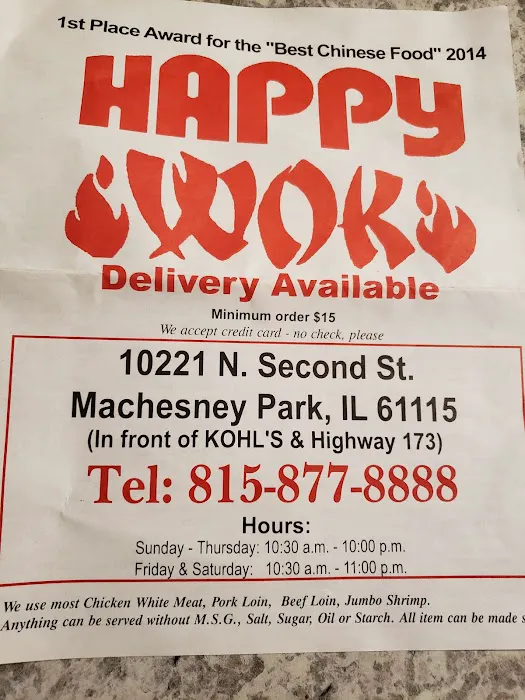 1st Place Award for the "Best Chinese Food" 2014
HAPPY
WOK
Delivery Available
Minimum order $15
We accept credit card - no check, please
10221 N. Second St.
Machesney Park, IL 61115
(In front of KOHL'S & Highway 173)
Tel: 815-877-8888
Hours:
Sunday - Thursday: 10:30 a.m. - 10:00 p.m.
Friday & Saturday: 10:30 a.m. - 11:00 p.m.
We use most Chicken White Meat, Pork Loin, Beef Loin, Jumbo Shrimp.
Anything can be served without M.S.G., Salt, Sugar, Oil or Starch. All item can be made